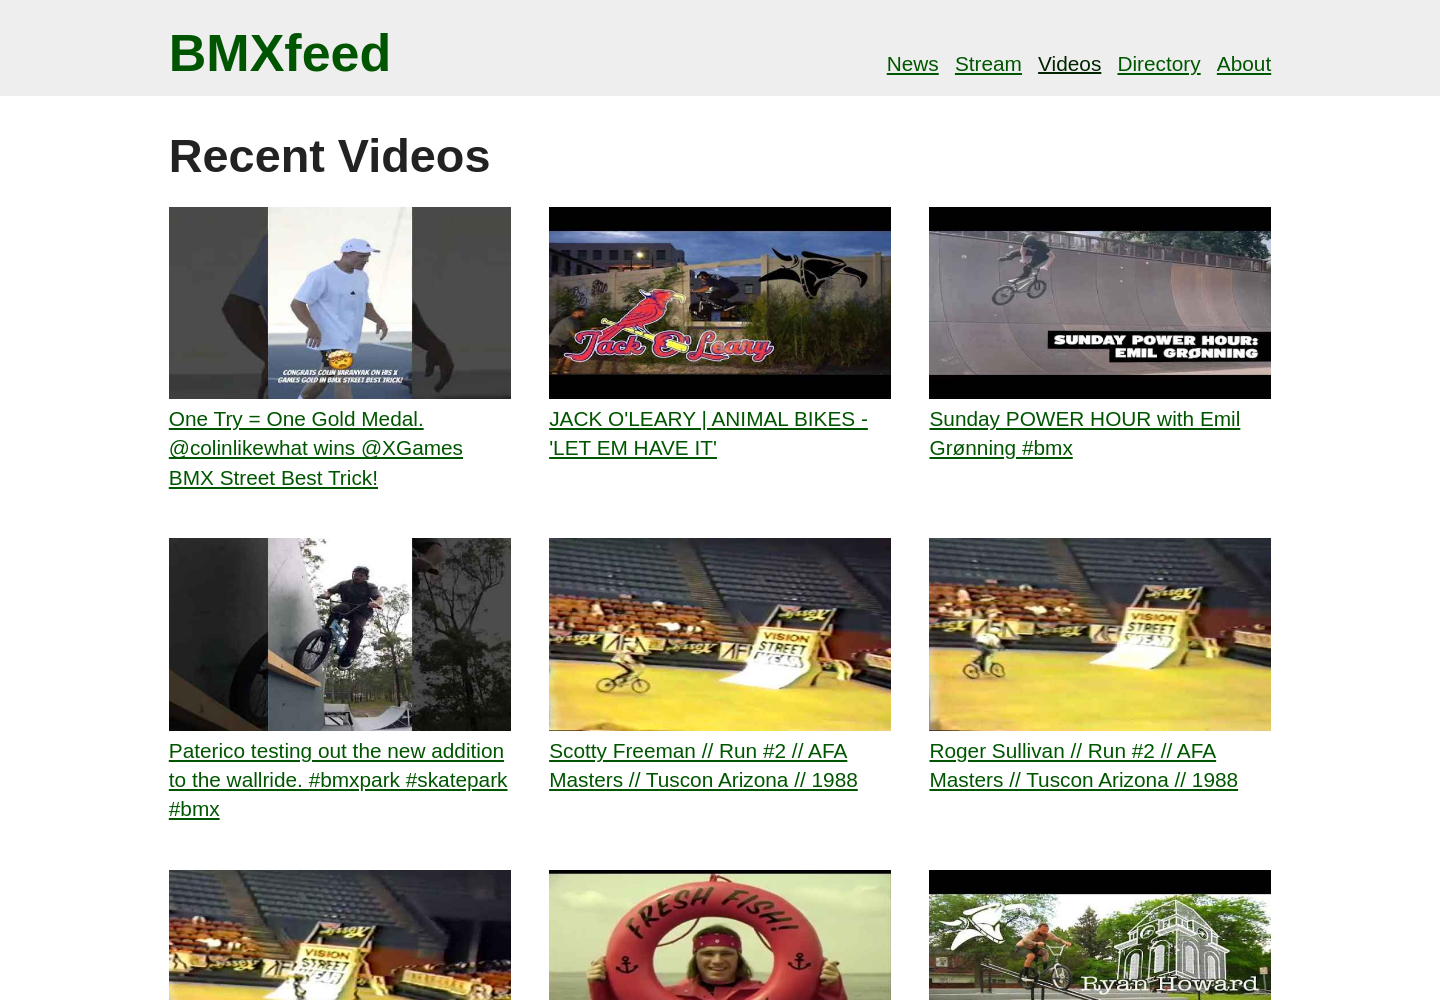 BMXfeed
News Stream Videos Directory About
Recent Videos
CONGRATS COLIN VARANYAK ON HIS X
GAMES GOLD IN BMX STREET BEST TRICK!
Jack O'Leary
SUNDAY POWER HOUR:
EMIL GRØNNING
One Try = One Gold Medal.
@colinlikewhat wins @XGames
BMX Street Best Trick!
JACK O'LEARY | ANIMAL BIKES -
'LET EM HAVE IT'
Sunday POWER HOUR with Emil
Grønning #bmx
AFA
VISION
STREET
WEAR
VISION
STREET
WEAR
Paterico testing out the new addition
to the wallride. #bmxpark #skatepark
#bmx
Scotty Freeman // Run #2 // AFA
Masters // Tuscon Arizona // 1988
Roger Sullivan // Run #2 // AFA
Masters // Tuscon Arizona // 1988
VISION
STREET
WEAR
FRESH FISH!
Ryan Howard